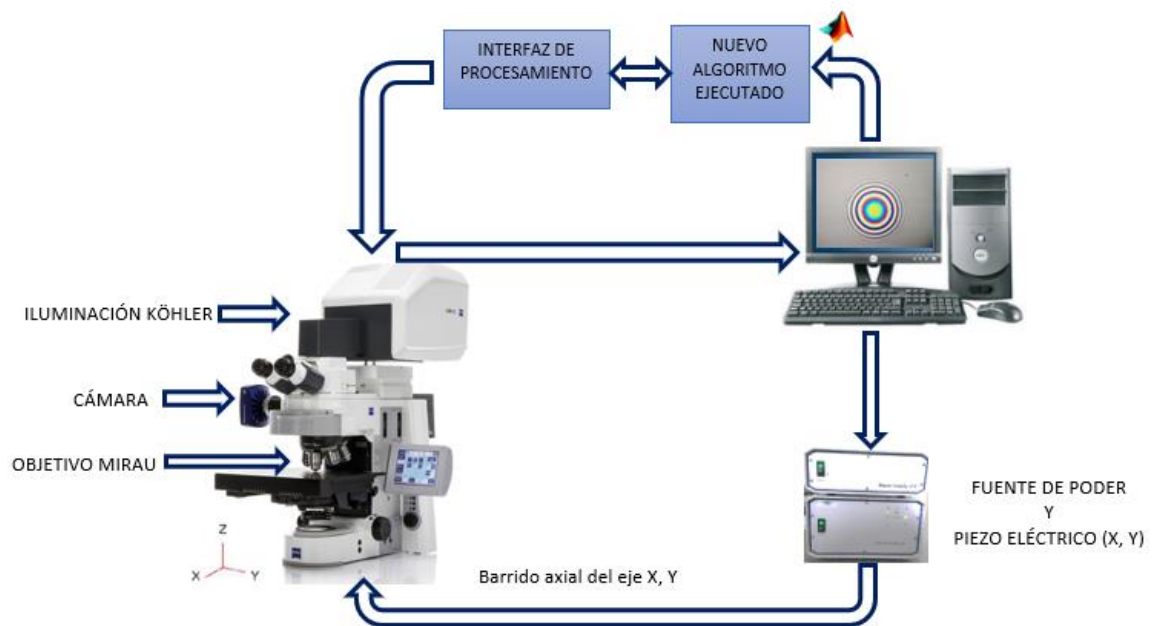 INTERFAZ DE
PROCESAMIENTO
NUEVO
ALGORITMO
EJECUTADO
ILUMINACIÓN KÖHLER
CÁMARA
OBJETIVO MIRAU
FUENTE DE PODER
Y
PIEZO ELÉCTRICO (X, Y)
Z
X
Y
Barrido axial del eje X, Y